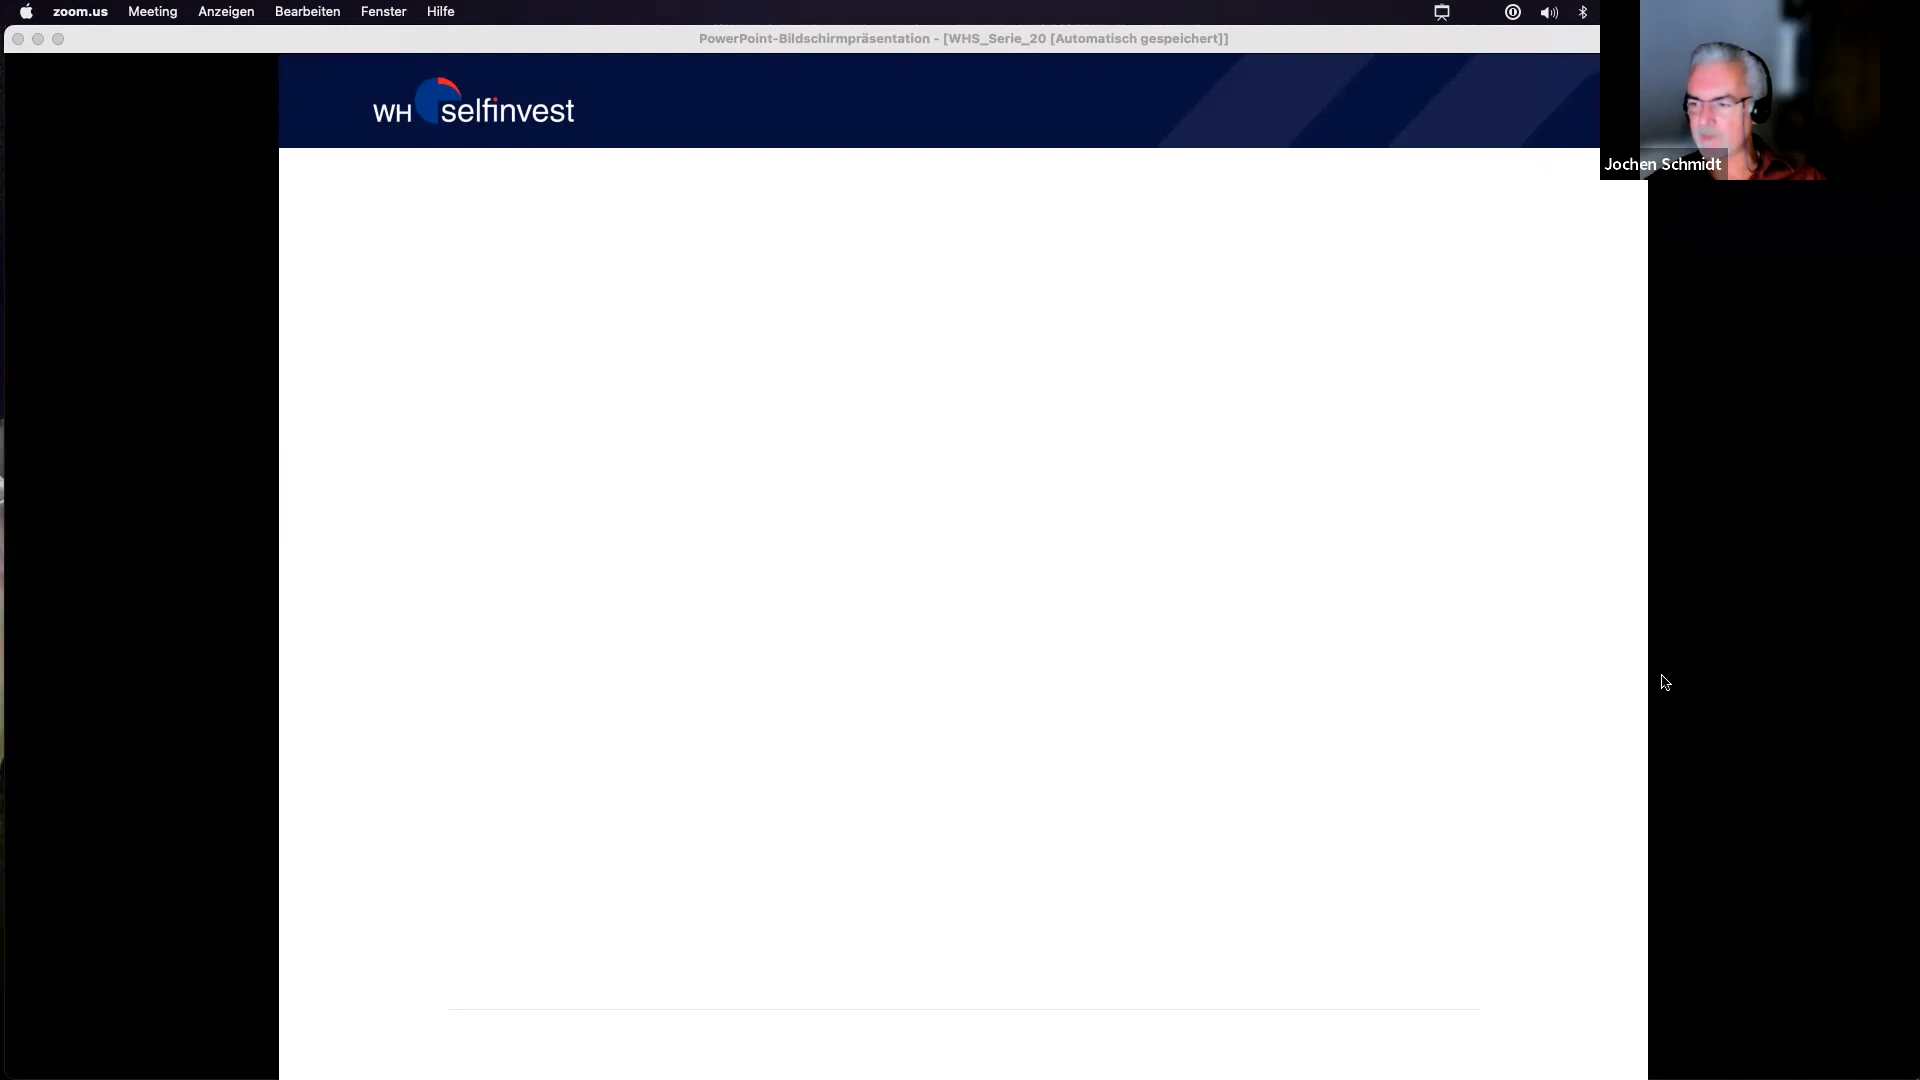 zoom.us Meeting Anzeigen Bearbeiten Fenster Hilfe
PowerPoint-Bildschirmpräsentation - [WHS_Serie_20 [Automatisch gespeichert]]
WH selfinvest
Jochen Schmidt